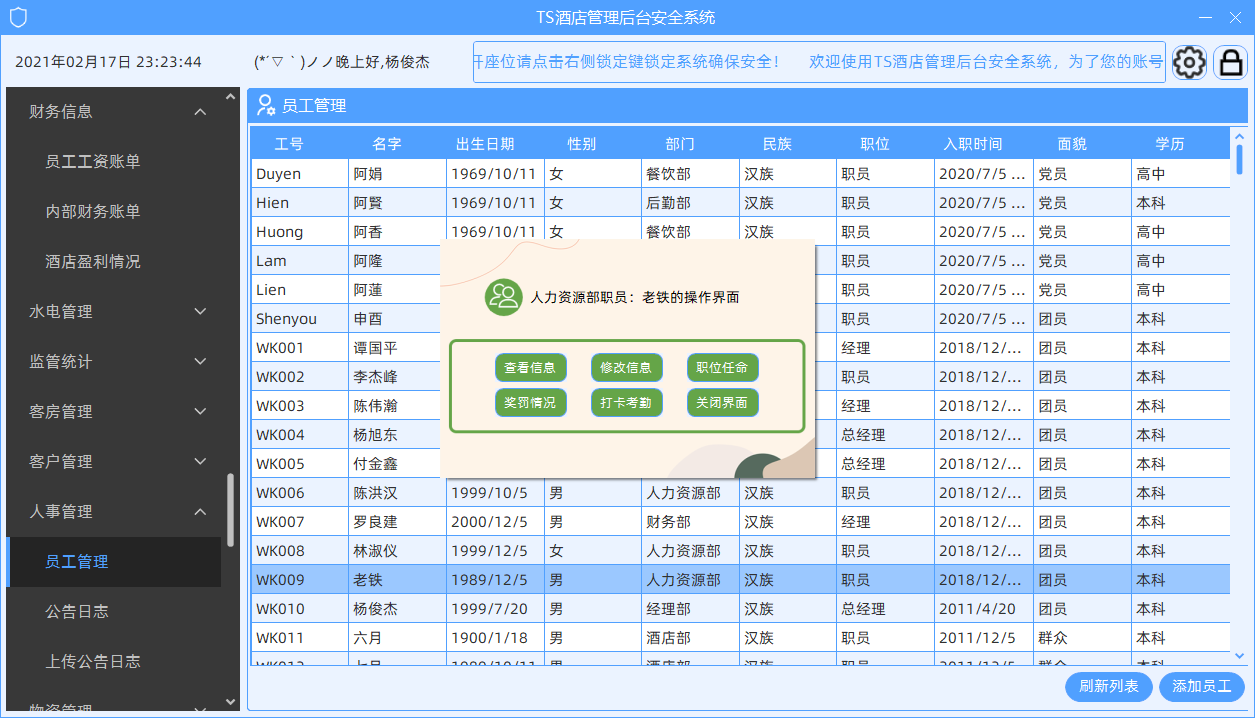 TS酒店管理后台安全系统
2021年02月17日 23:23:44
(*´▽｀)ノノ晚上好,杨俊杰
开座位请点击右侧锁定键锁定系统确保安全！ 欢迎使用TS酒店管理后台安全系统，为了您的账号
财务信息
员工工资账单
内部财务账单
酒店盈利情况
水电管理
监管统计
客房管理
客户管理
人事管理
员工管理
公告日志
上传公告日志
物资管理
员工管理
工号 名字 出生日期 性别 部门 民族 职位 入职时间 面貌 学历
Duyen 阿娟 1969/10/11 女 餐饮部 汉族 职员 2020/7/5 ... 党员 高中
Hien 阿賢 1969/10/11 女 后勤部 汉族 职员 2020/7/5 ... 党员 本科
Huong 阿香 1969/10/11 女 餐饮部 汉族 职员 2020/7/5 ... 党员 高中
Lam 阿隆 职员 2020/7/5 ... 党员 高中
Lien 阿蓮 职员 2020/7/5 ... 党员 高中
Shenyou 申酉 职员 2020/7/5 ... 团员 本科
WK001 谭国平 经理 2018/12/... 团员 本科
WK002 李杰峰 职员 2018/12/... 团员 本科
WK003 陈伟瀚 经理 2018/12/... 团员 本科
WK004 杨旭东 总经理 2018/12/... 团员 本科
WK005 付金鑫 总经理 2018/12/... 团员 本科
WK006 陈洪汉 1999/10/5 男 人力资源部 汉族 职员 2018/12/... 团员 本科
WK007 罗良建 2000/12/5 男 财务部 汉族 经理 2018/12/... 团员 本科
WK008 林淑仪 1999/12/5 女 人力资源部 汉族 职员 2018/12/... 团员 本科
WK009 老铁 1989/12/5 男 人力资源部 汉族 职员 2018/12/... 团员 本科
WK010 杨俊杰 1999/7/20 男 经理部 汉族 总经理 2011/4/20 团员 本科
WK011 六月 1900/1/18 男 酒店部 汉族 职员 2011/12/5 群众 本科
WK012 七月 1989/10/11 男 酒店部 汉族 职员 2011/12/5 群众 本科
人力资源部职员：老铁的操作界面
查看信息 修改信息 职位任命
奖罚情况 打卡考勤 关闭界面
刷新列表 添加员工